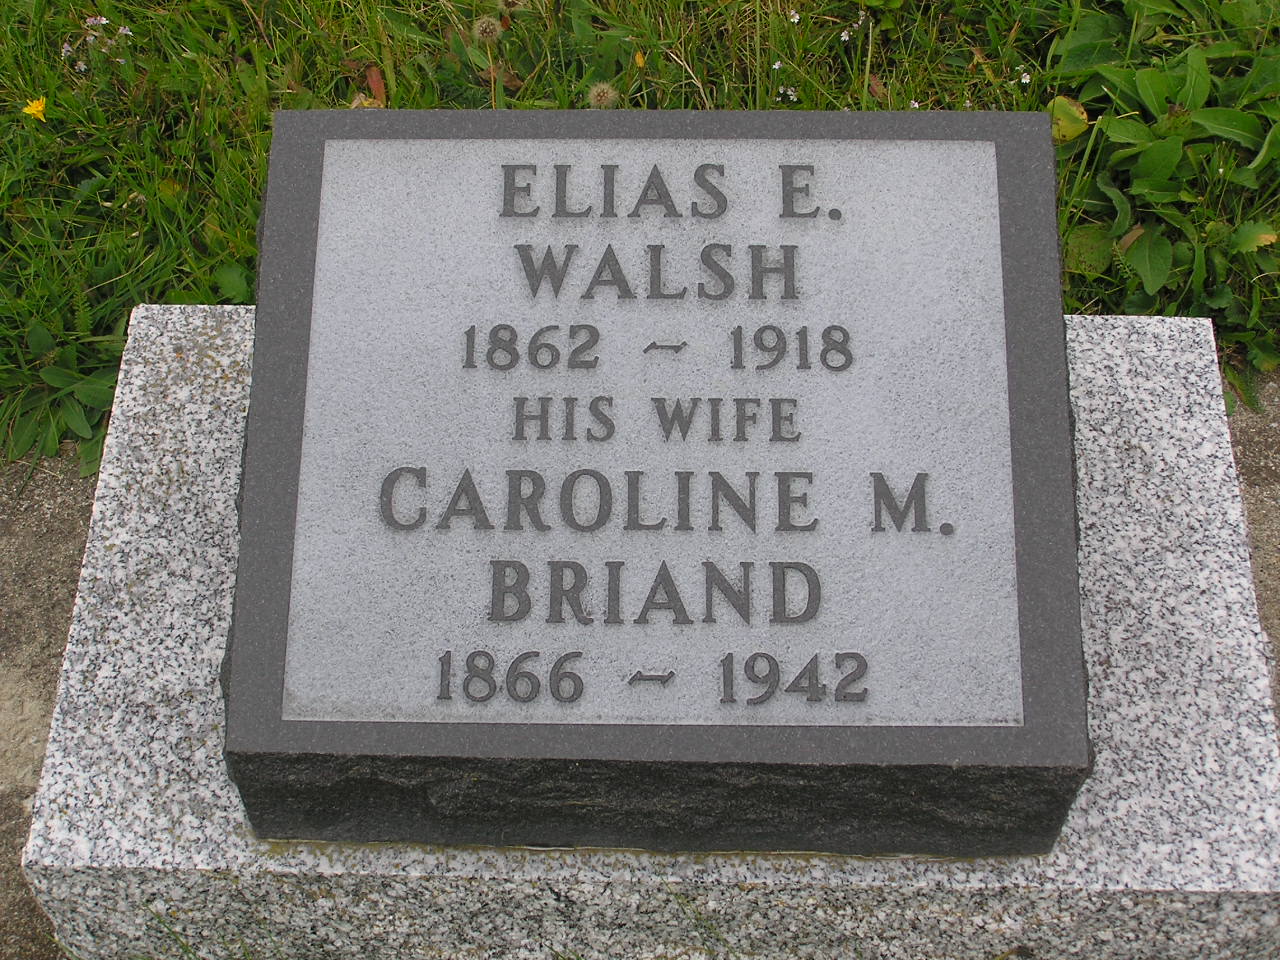 ELIAS E.
WALSH
1862 ~ 1918
HIS WIFE
CAROLINE M.
BRIAND
1866 ~ 1942